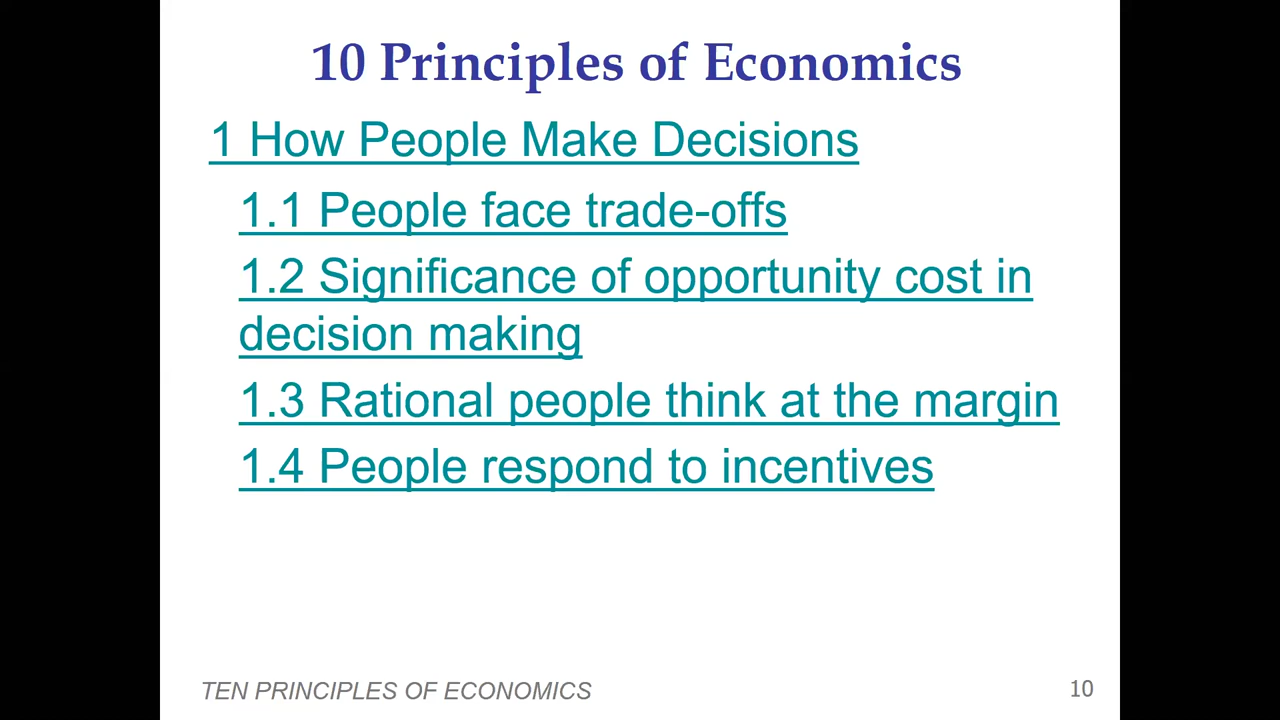 10 Principles of Economics
1 How People Make Decisions
1.1 People face trade-offs
1.2 Significance of opportunity cost in
decision making
1.3 Rational people think at the margin
1.4 People respond to incentives
TEN PRINCIPLES OF ECONOMICS
10